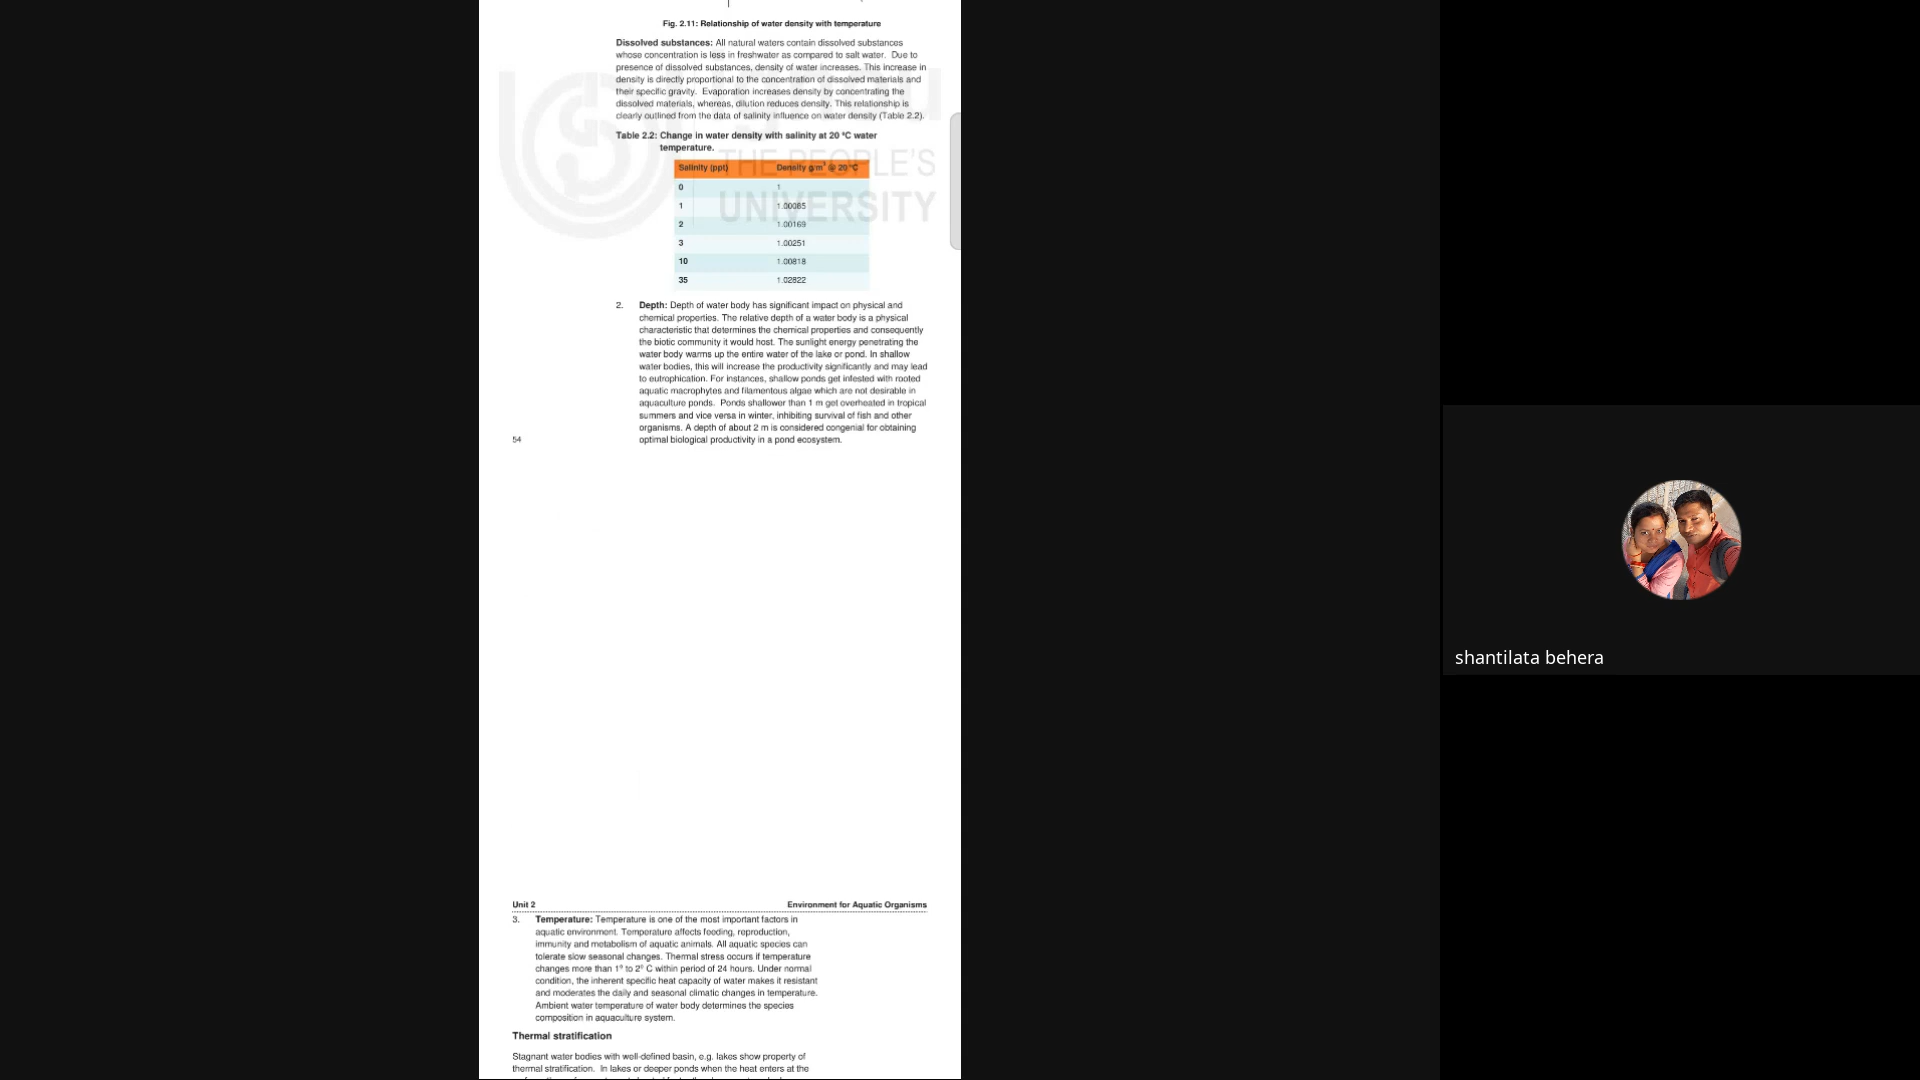 Fig. 2.11: Relationship of water density with temperature
Dissolved substances: All natural waters contain dissolved substances
whose concentration is less in freshwater as compared to salt water. Due to
presence of dissolved substances, density of water increases. This increase in
density is directly proportional to the concentration of dissolved materials and
their specific gravity. Evaporation increases density by concentrating the
dissolved materials, whereas, dilution reduces density. This relationship is
clearly outlined from the data of salinity influence on water density (Table 2.2).
Table 2.2: Change in water density with salinity at 20 °C water
temperature.
THE PEOPLE'S
UNIVERSITY
Salinity (ppt) Density g/m³ @ 20°C
0 1
1 1.00085
2 1.00169
3 1.00251
10 1.00818
35 1.02822
2. Depth: Depth of water body has significant impact on physical and
chemical properties. The relative depth of a water body is a physical
characteristic that determines the chemical properties and consequently
the biotic community it would host. The sunlight energy penetrating the
water body warms up the entire water of the lake or pond. In shallow
water bodies, this will increase the productivity significantly and may lead
to eutrophication. For instances, shallow ponds get infested with rooted
aquatic macrophytes and filamentous algae which are not desirable in
aquaculture ponds. Ponds shallower than 1 m get overheated in tropical
summers and vice versa in winter, inhibiting survival of fish and other
organisms. A depth of about 2 m is considered congenial for obtaining
optimal biological productivity in a pond ecosystem.
54
shantilata behera
Unit 2 Environment for Aquatic Organisms
3. Temperature: Temperature is one of the most important factors in
aquatic environment. Temperature affects feeding, reproduction,
immunity and metabolism of aquatic animals. All aquatic species can
tolerate slow seasonal changes. Thermal stress occurs if temperature
changes more than 1⁰ to 2⁰ C within period of 24 hours. Under normal
condition, the inherent specific heat capacity of water makes it resistant
and moderates the daily and seasonal climatic changes in temperature.
Ambient water temperature of water body determines the species
composition in aquaculture system.
Thermal stratification
Stagnant water bodies with well-defined basin, e.g. lakes show property of
thermal stratification. In lakes or deeper ponds when the heat enters at the